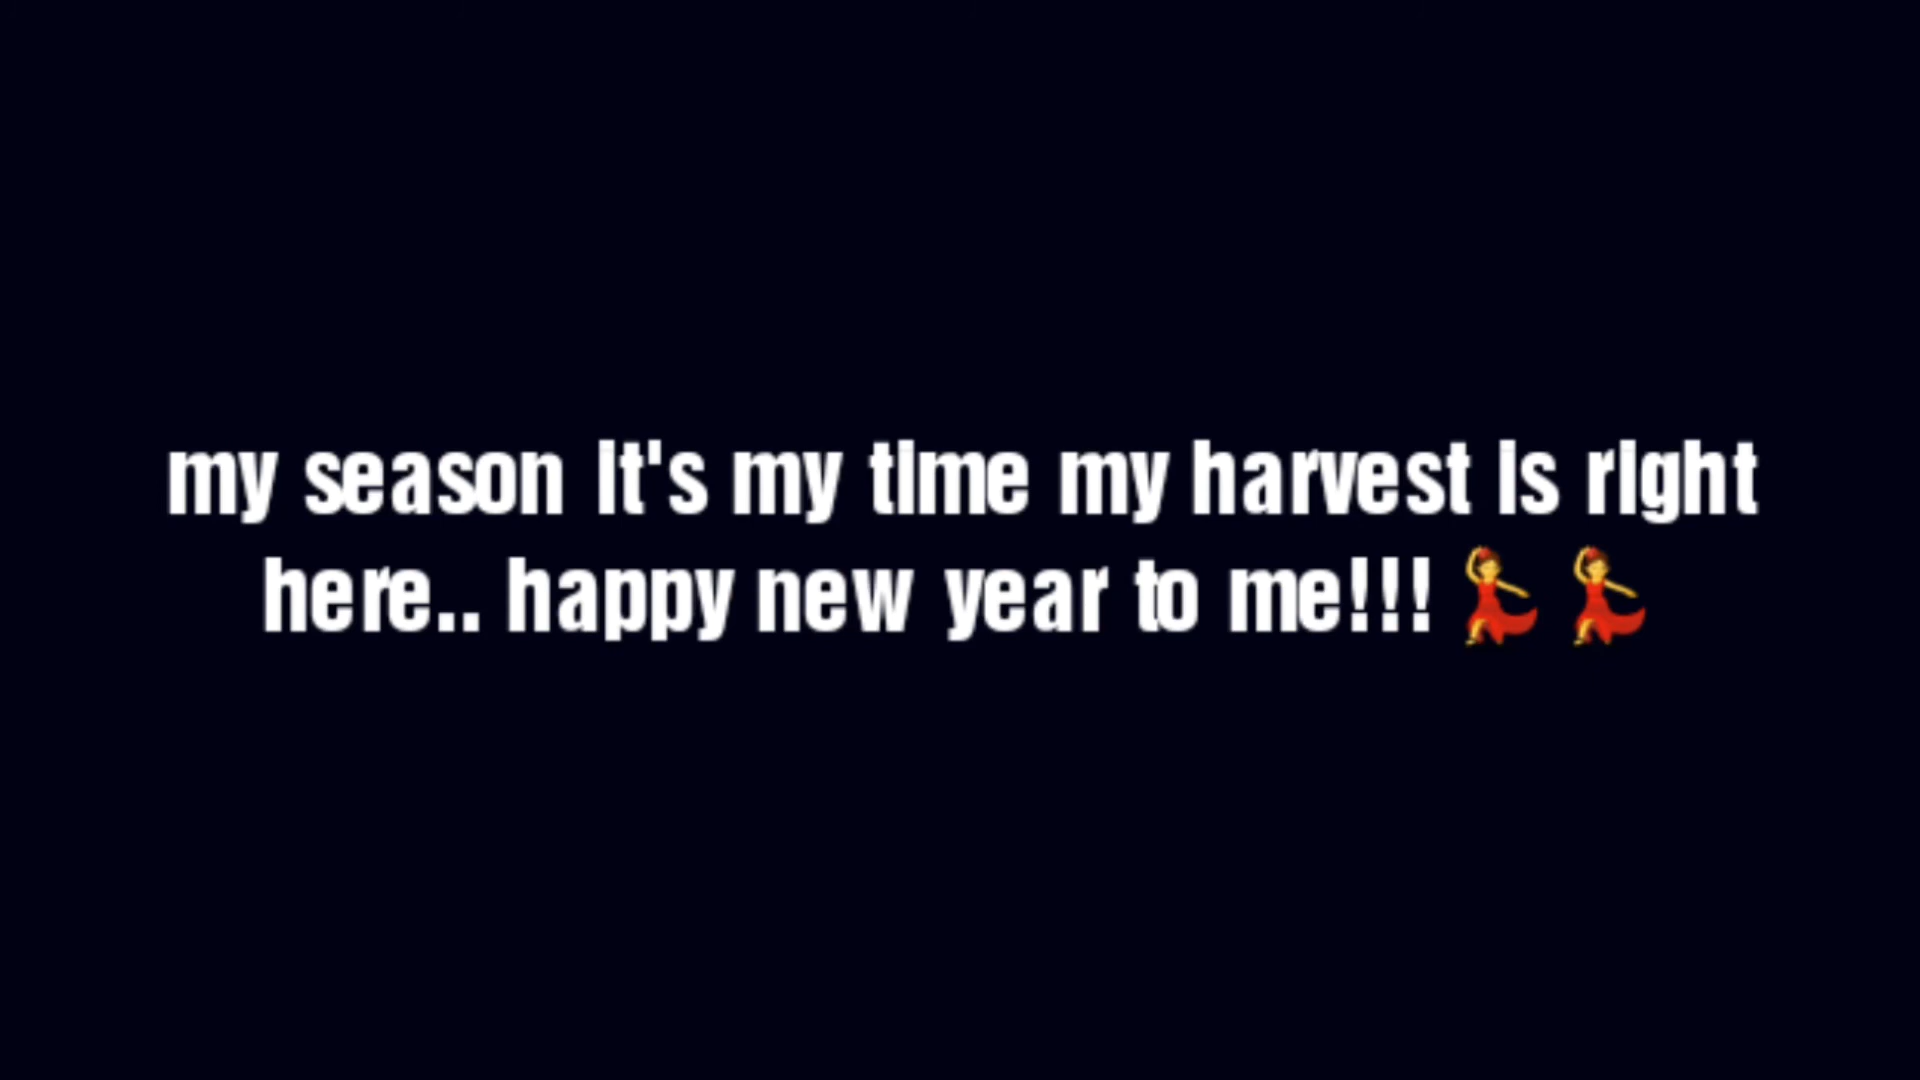 my season it's my time my harvest is right
here.. happy new year to me!!! 💃 💃